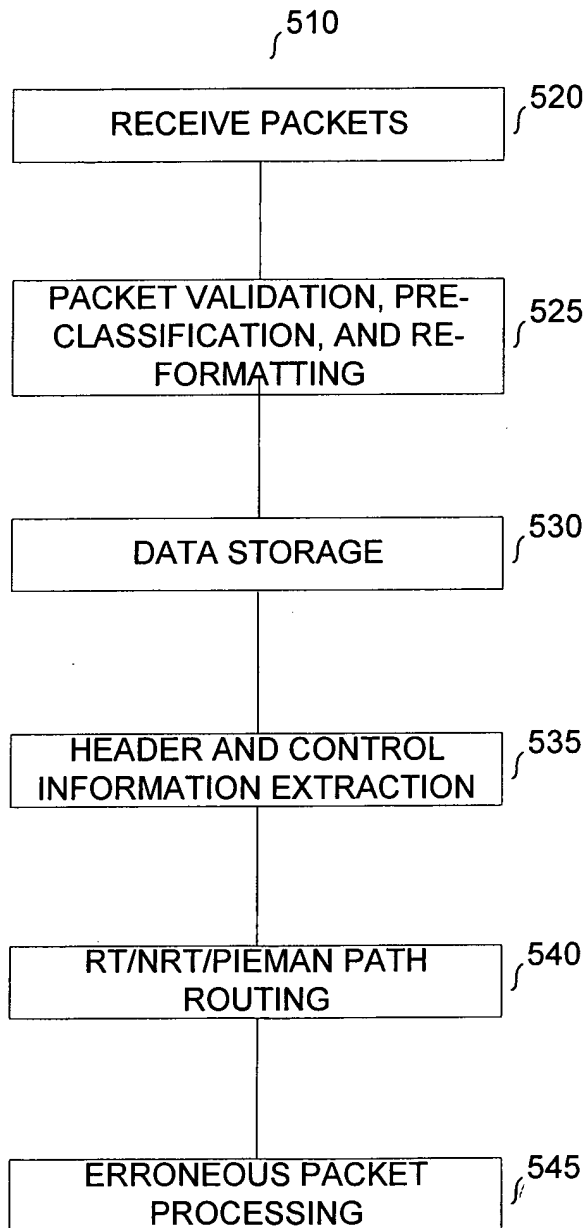 510
RECEIVE PACKETS
520
PACKET VALIDATION, PRE-
CLASSIFICATION, AND RE-
FORMATTING
525
DATA STORAGE
530
HEADER AND CONTROL
INFORMATION EXTRACTION
535
RT/NRT/PIEMAN PATH
ROUTING
540
ERRONEOUS PACKET
PROCESSING
545